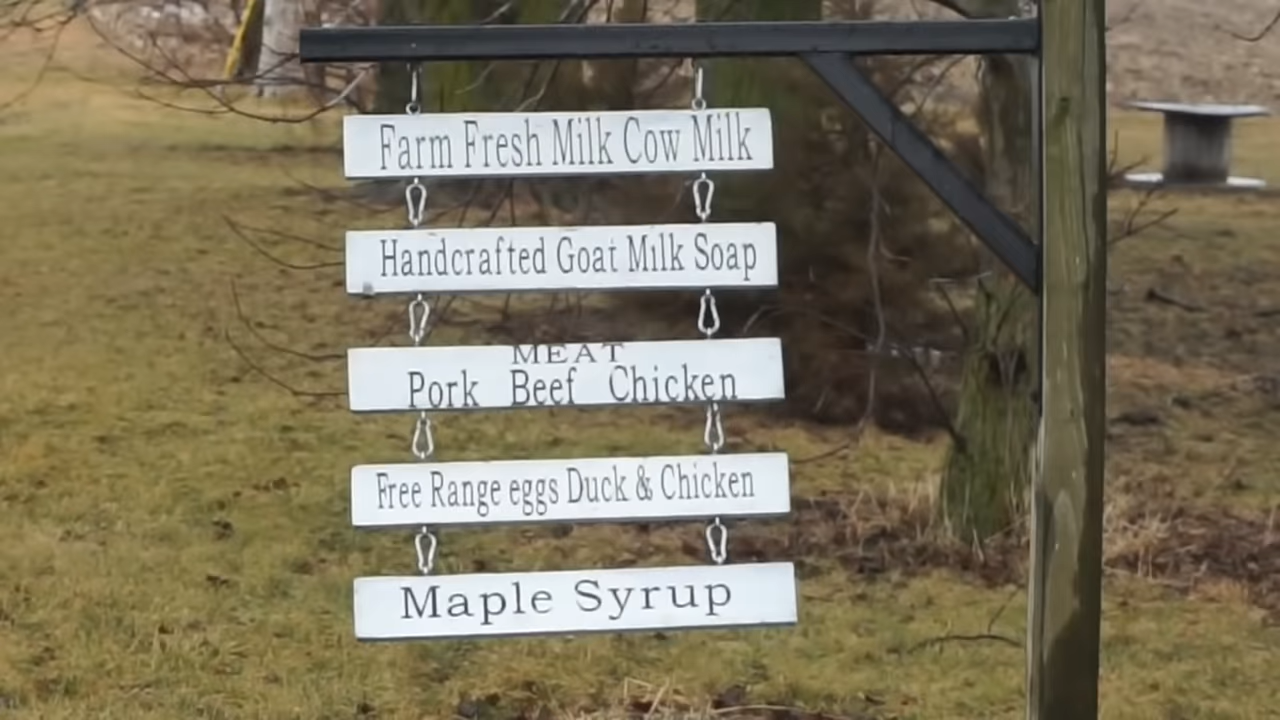 Farm Fresh Milk Cow Milk
Handcrafted Goat Milk Soap
MEAT
Pork Beef Chicken
Free Range eggs Duck & Chicken
Maple Syrup